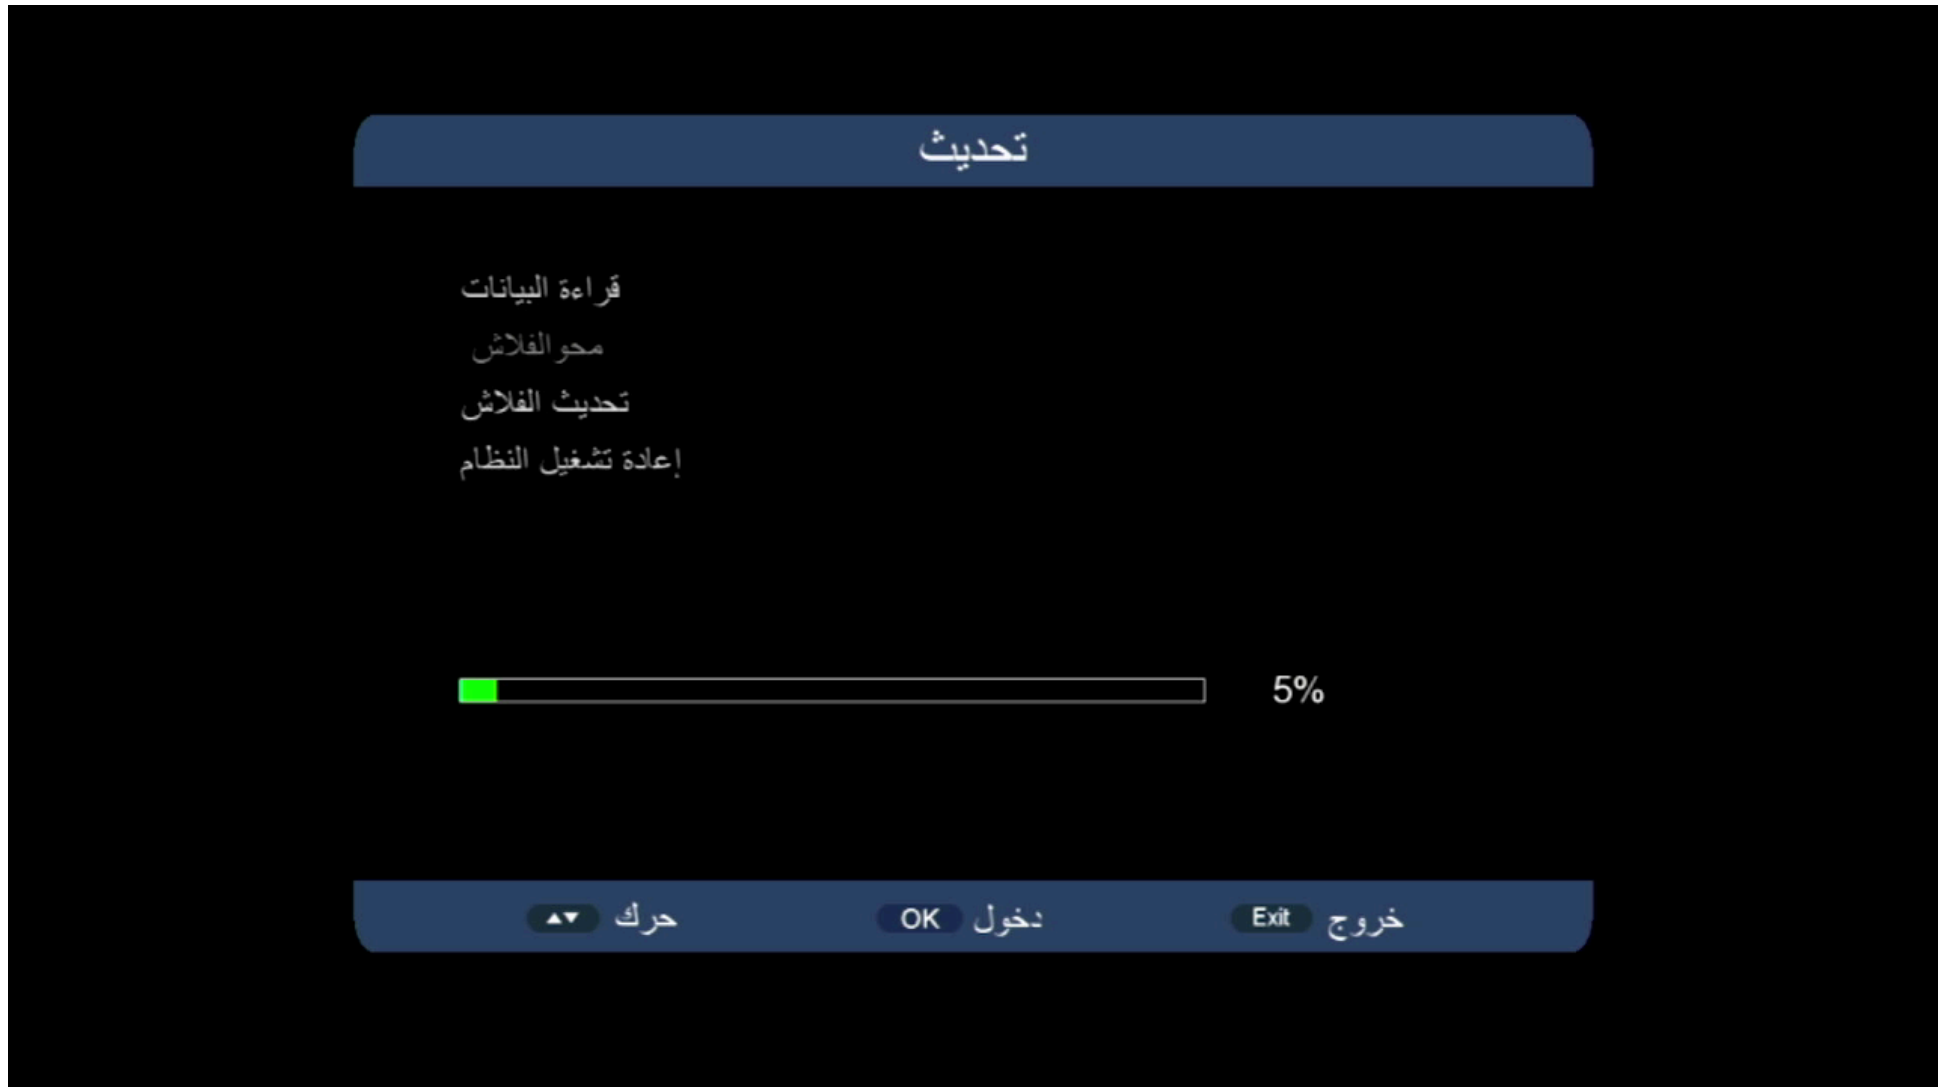 تحديث
قراءة البيانات
محو الفلاش
تحديث الفلاش
إعادة تشغيل النظام
5%
حرك دخول OK خروج Exit